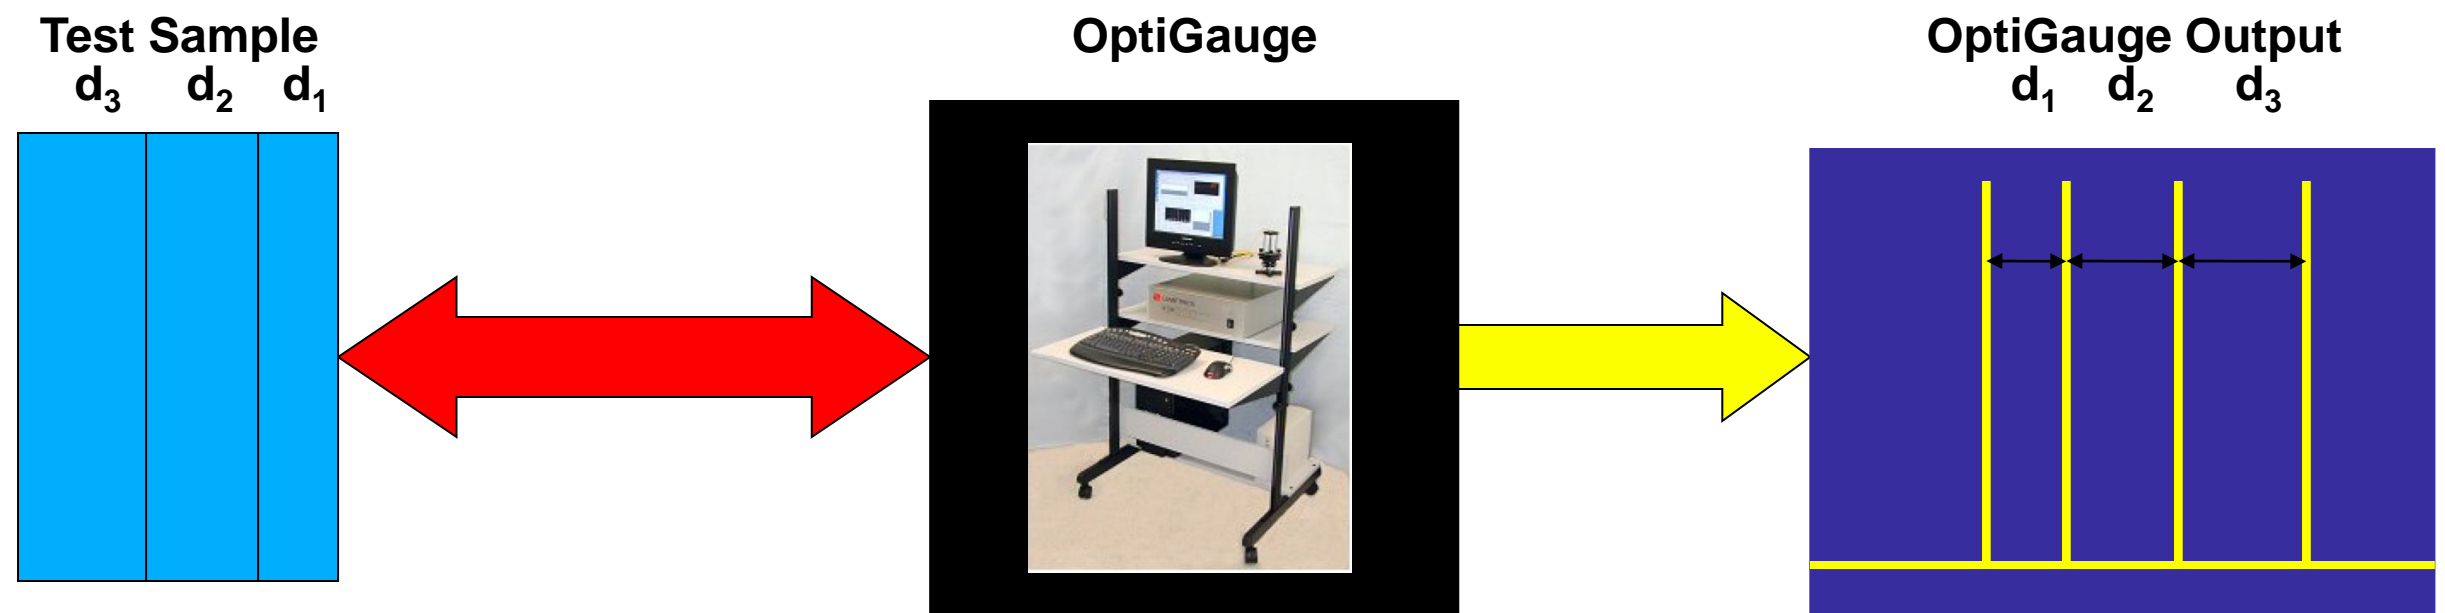 Test Sample
d₃ d₂ d₁
OptiGauge
OptiGauge Output
d₁ d₂ d₃